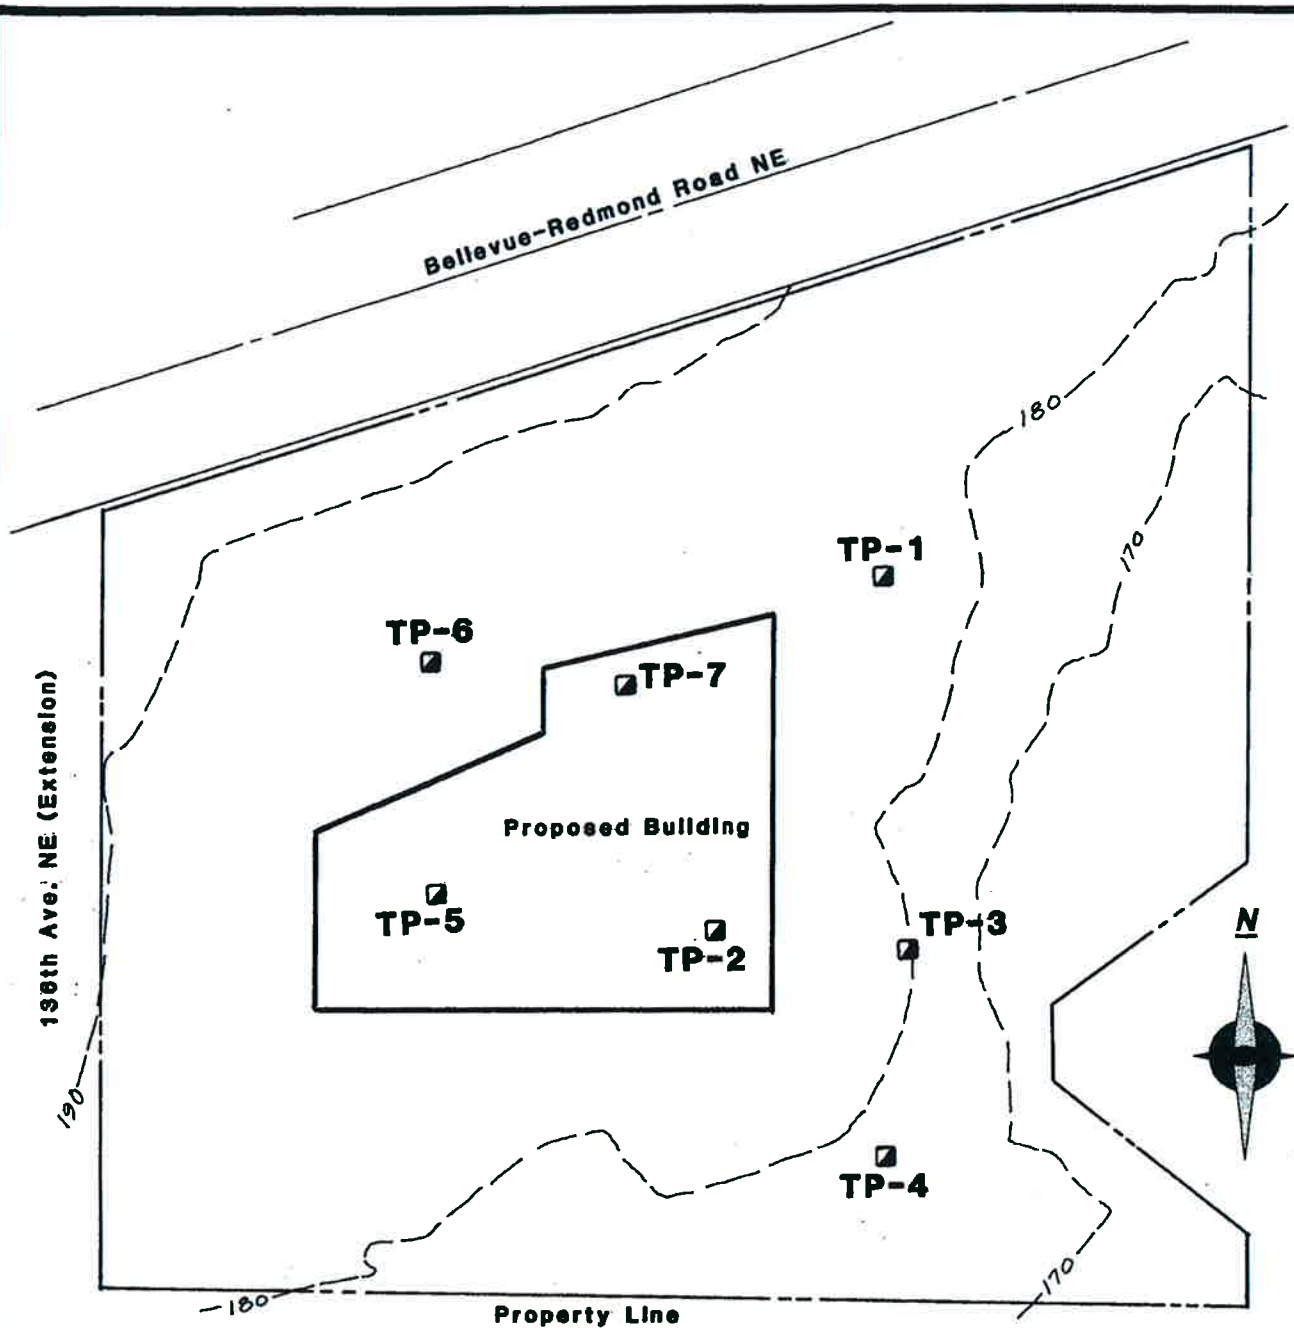 Bellevue-Redmond Road NE
180
170
TP-1
TP-6
TP-7
136th Ave. NE (Extension)
Proposed Building
TP-5
TP-2
TP-3
N
190
TP-4
180
170
Property Line